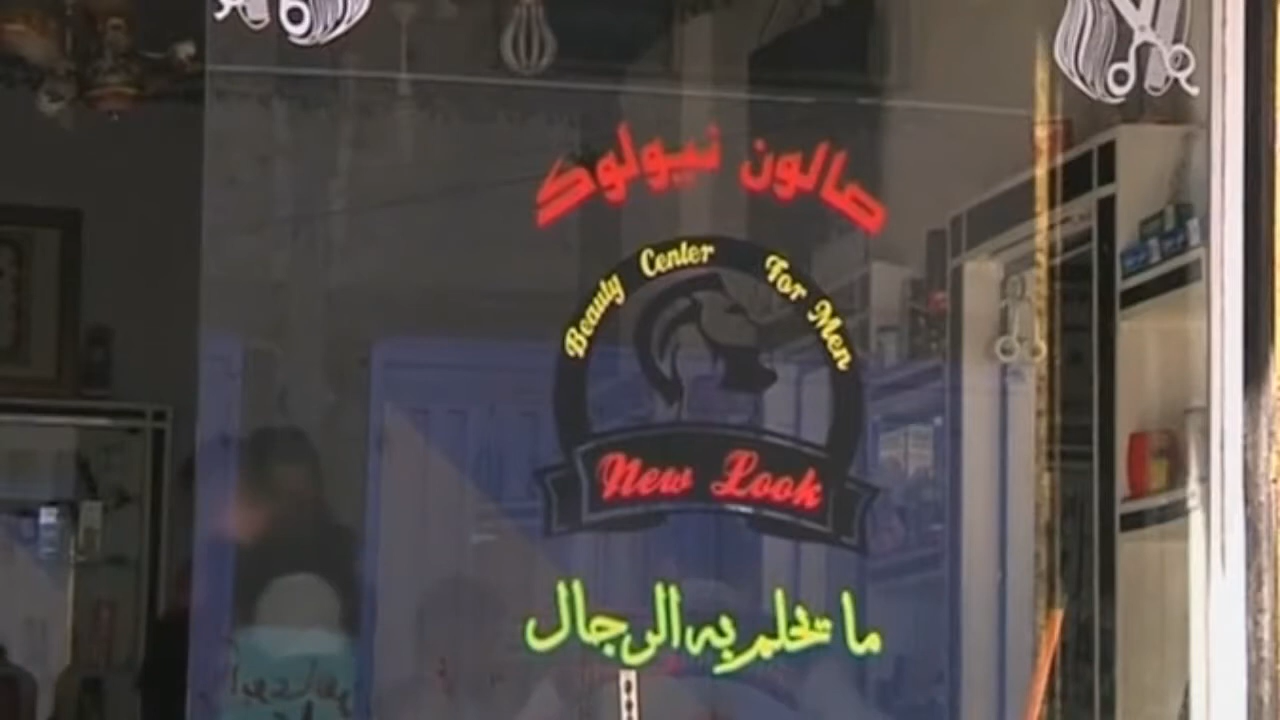 صالون نيولوك
Beauty Center For Men
New Look
ما تحلم به الرجال